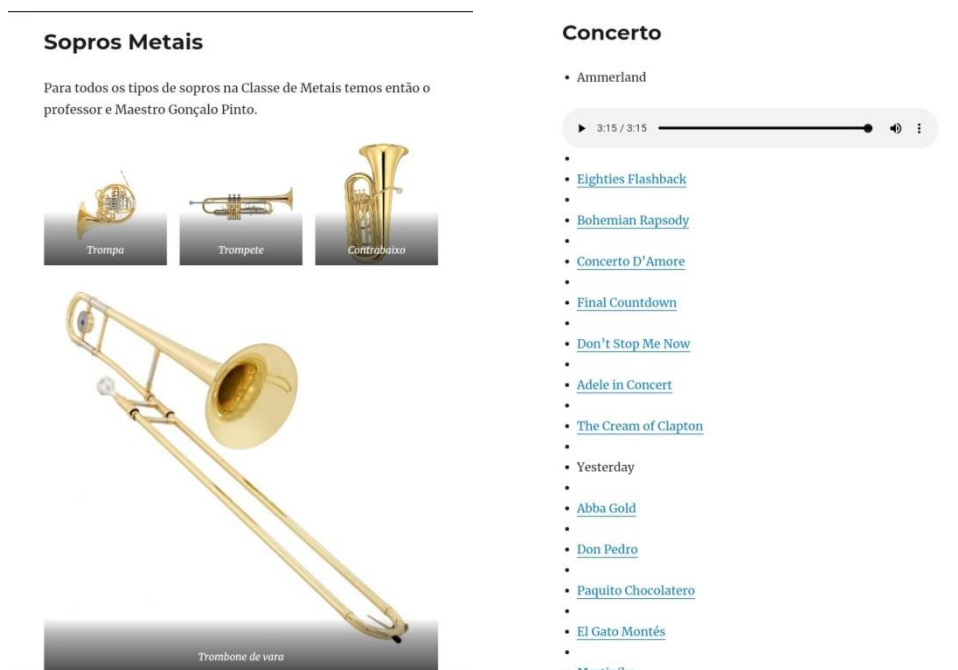 Sopros Metais
Para todos os tipos de sopros na Classe de Metais temos então o
professor e Maestro Gonçalo Pinto.
Trompa
Trompete
Contrabaixo
Trombone de vara
Concerto
• Ammerland
3:15 / 3:15
•
• Eighties Flashback
•
• Bohemian Rapsody
•
• Concerto D’Amore
•
• Final Countdown
•
• Don’t Stop Me Now
•
• Adele in Concert
•
• The Cream of Clapton
•
• Yesterday
•
• Abba Gold
•
• Don Pedro
•
• Paquito Chocolatero
•
• El Gato Montés
•